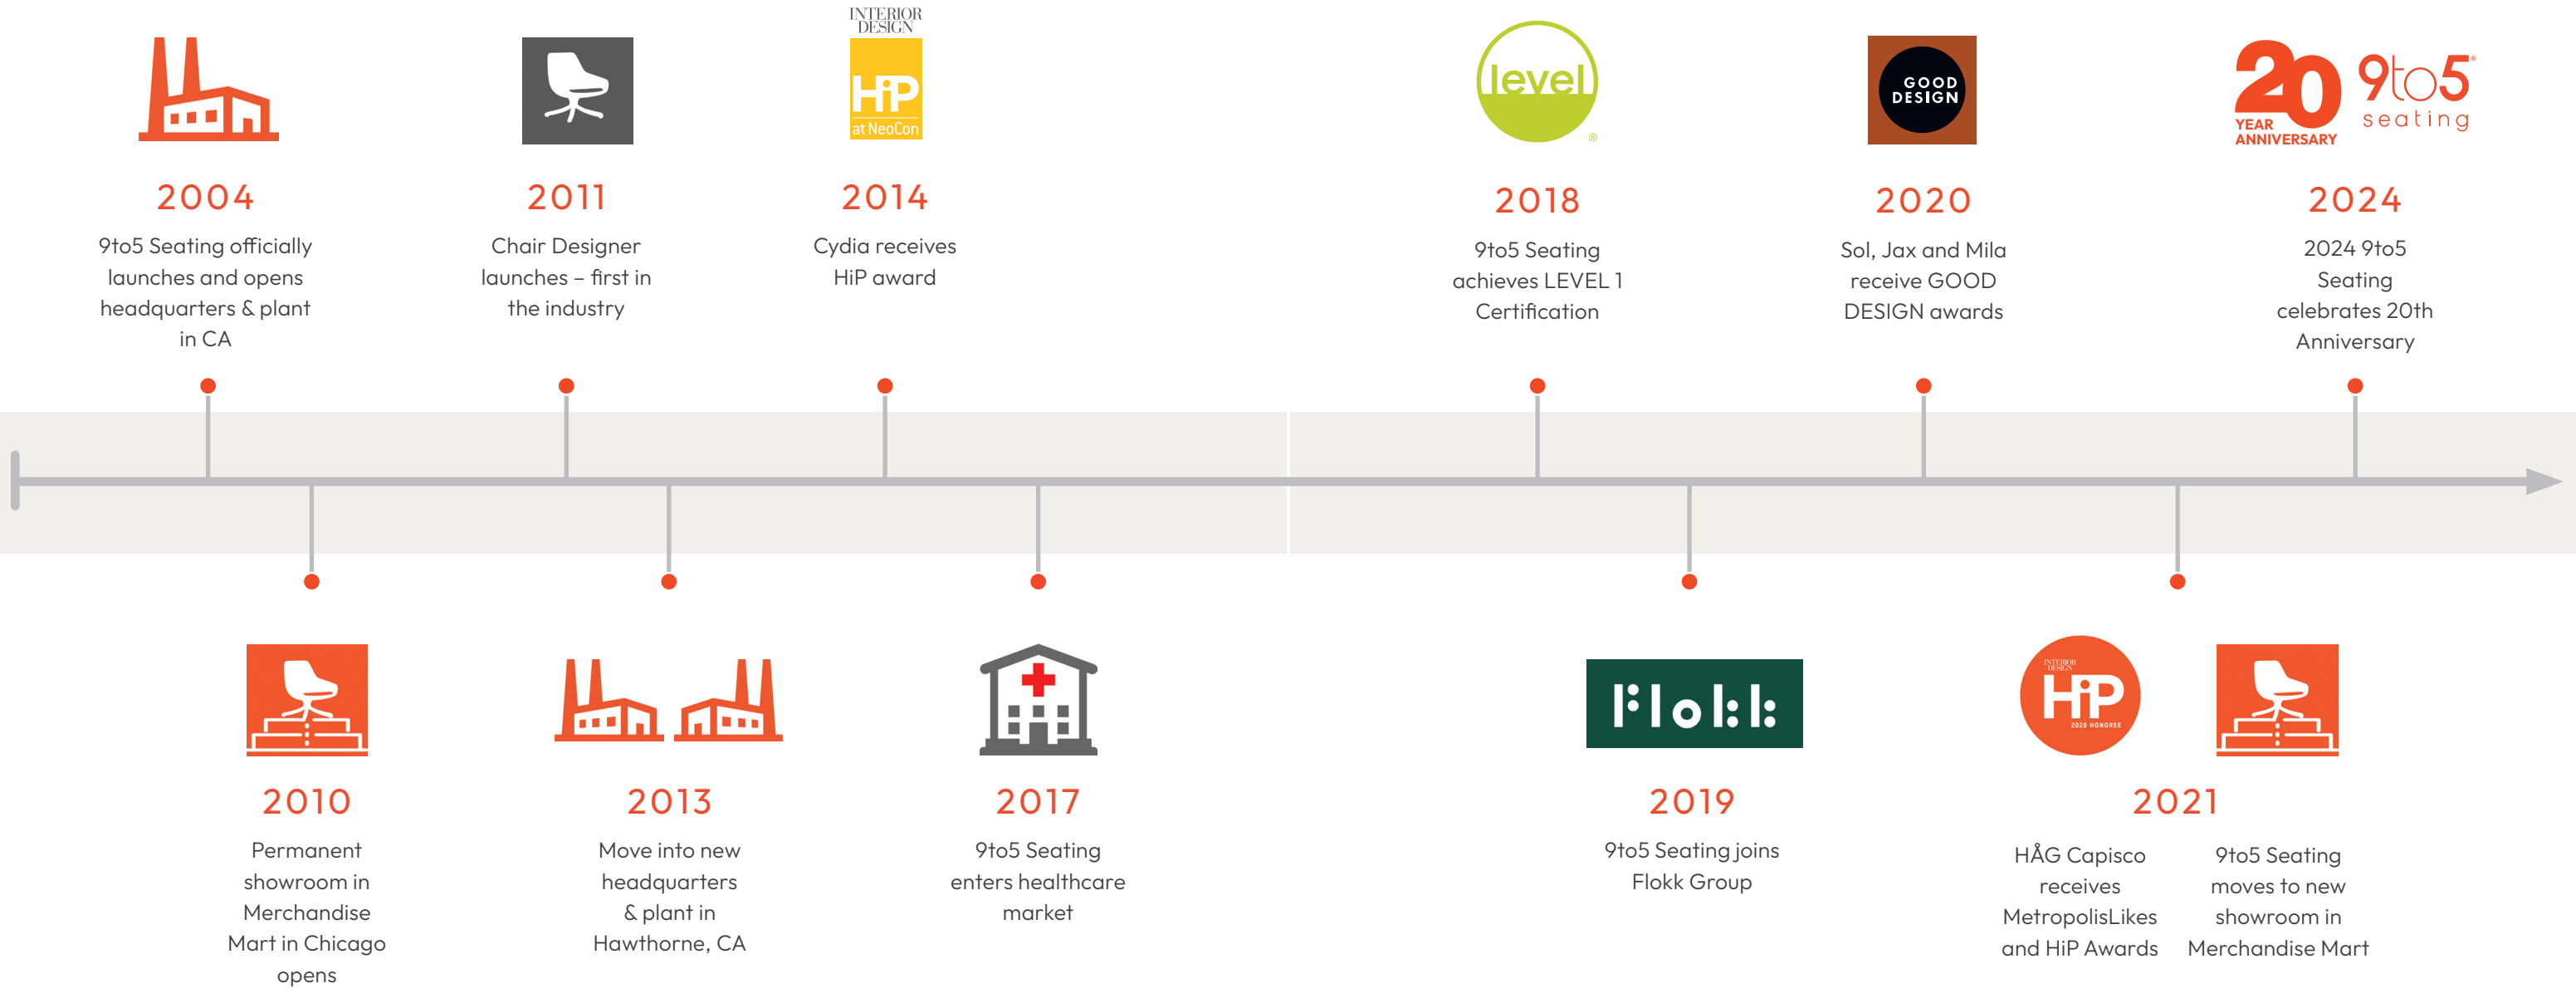 INTERIOR
DESIGN
HiP
at NeoCon
level
®
GOOD
DESIGN
20
YEAR
ANNIVERSARY
9to5®
seating
2004
9to5 Seating officially
launches and opens
headquarters & plant
in CA
2011
Chair Designer
launches – first in
the industry
2014
Cydia receives
HiP award
2018
9to5 Seating
achieves LEVEL 1
Certification
2020
Sol, Jax and Mila
receive GOOD
DESIGN awards
2024
2024 9to5
Seating
celebrates 20th
Anniversary
2010
Permanent
showroom in
Merchandise
Mart in Chicago
opens
2013
Move into new
headquarters
& plant in
Hawthorne, CA
2017
9to5 Seating
enters healthcare
market
Flokk
2019
9to5 Seating joins
Flokk Group
INTERIOR
DESIGN
HiP
2020 HONOREE
2021
HÅG Capisco
receives
MetropolisLikes
and HiP Awards
9to5 Seating
moves to new
showroom in
Merchandise Mart